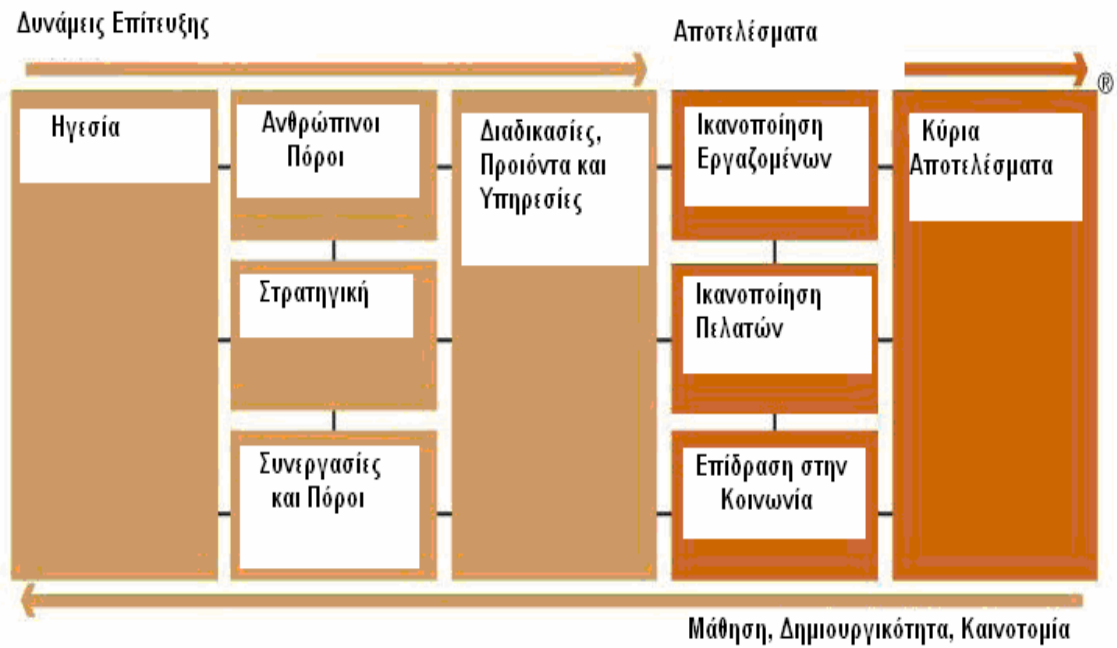 Δυνάμεις Επίτευξης
Αποτελέσματα
®
Ηγεσία
Ανθρώπινοι
Πόροι
Διαδικασίες,
Προιόντα και
Υπηρεσίες
Ικανοποίηση
Εργαζομένων
Κύρια
Αποτελέσματα
Στρατηγική
Ικανοποίηση
Πελατών
Συνεργασίες
και Πόροι
Επίδραση στην
Κοινωνία
Μάθηση, Δημιουργικότητα, Καινοτομία